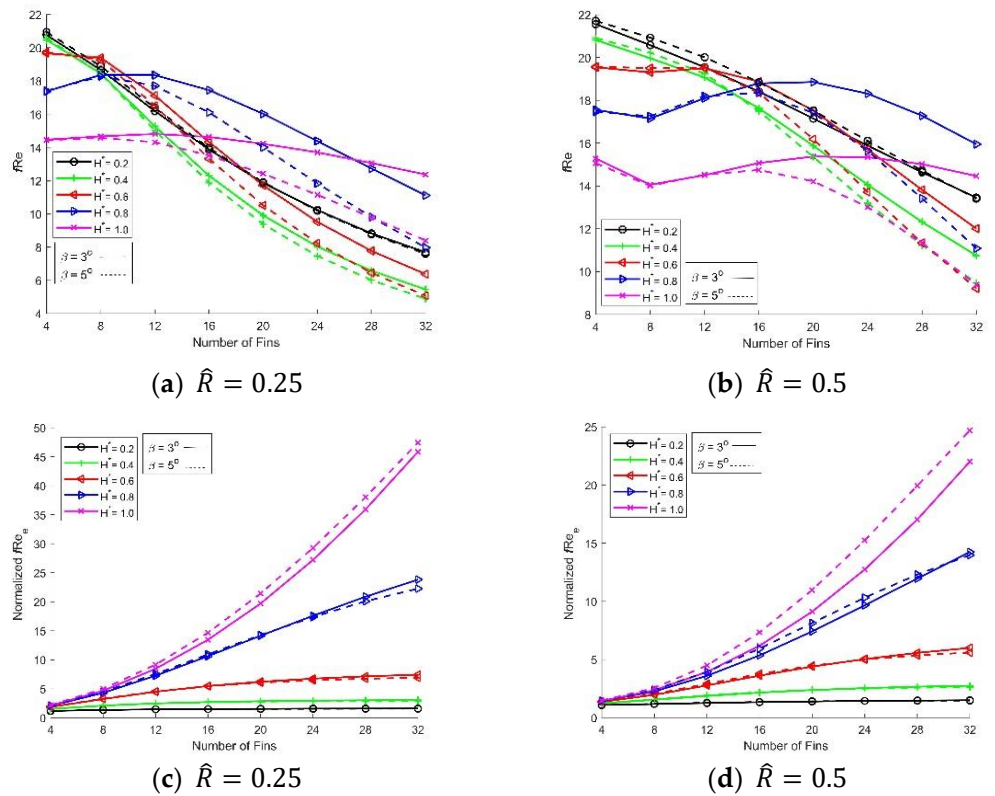 22
20
18
16
14
12
10
8
6
4
fRe
H* = 0.2
H* = 0.4
H* = 0.6
H* = 0.8
H* = 1.0
β = 3°
β = 5°
4 8 12 16 20 24 28 32
Number of Fins
(a) R̂ = 0.25
22
20
18
16
14
12
10
8
fRe
H* = 0.2
H* = 0.4
H* = 0.6
H* = 0.8
H* = 1.0
β = 3°
β = 5°
4 8 12 16 20 24 28 32
Number of Fins
(b) R̂ = 0.5
50
45
40
35
30
25
20
15
10
5
0
Normalized fReₑ
H* = 0.2
H* = 0.4
H* = 0.6
H* = 0.8
H* = 1.0
β = 3°
β = 5°
4 8 12 16 20 24 28 32
Number of Fins
(c) R̂ = 0.25
25
20
15
10
5
0
Normalized fReₑ
H* = 0.2
H* = 0.4
H* = 0.6
H* = 0.8
H* = 1.0
β = 3°
β = 5°
4 8 12 16 20 24 28 32
Number of Fins
(d) R̂ = 0.5